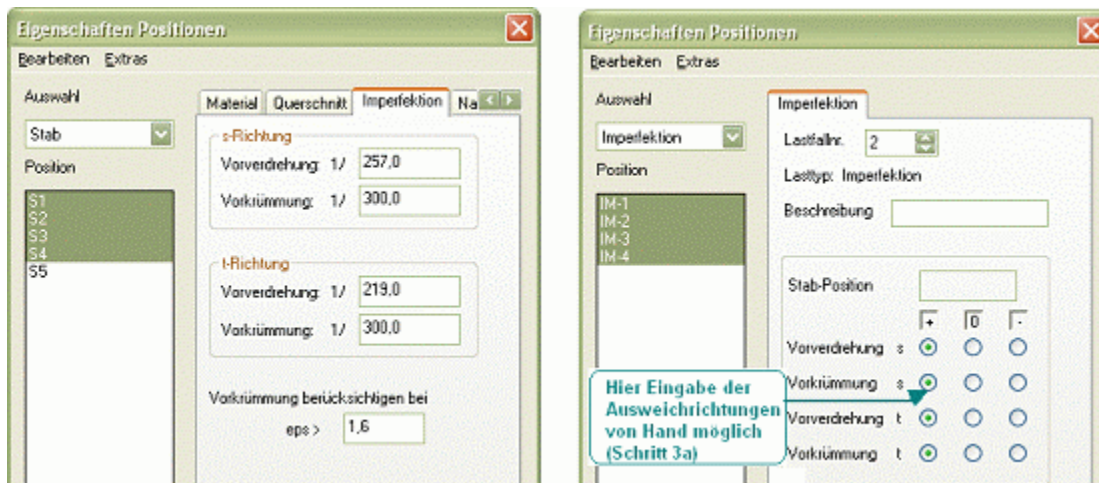 Eigenschaften Positionen
Bearbeiten Extras
Auswahl
Stab
Position
S1
S2
S3
S4
S5
Material Querschnitt Imperfektion Na
s-Richtung
Vorverdrehung: 1/ 257,0
Vorkrümmung: 1/ 300,0
t-Richtung
Vorverdrehung: 1/ 219,0
Vorkrümmung: 1/ 300,0
Vorkrümmung berücksichtigen bei
eps > 1,6
Eigenschaften Positionen
Bearbeiten Extras
Auswahl
Imperfektion
Position
IM-1
IM-2
IM-3
IM-4
Imperfektion
Lastfallnr. 2
Lasttyp: Imperfektion
Beschreibung
Stab-Position
+ 0 -
Vorverdrehung s
Vorkrümmung s
Vorverdrehung t
Vorkrümmung t
Hier Eingabe der
Ausweichrichtungen
von Hand möglich
(Schritt 3a)